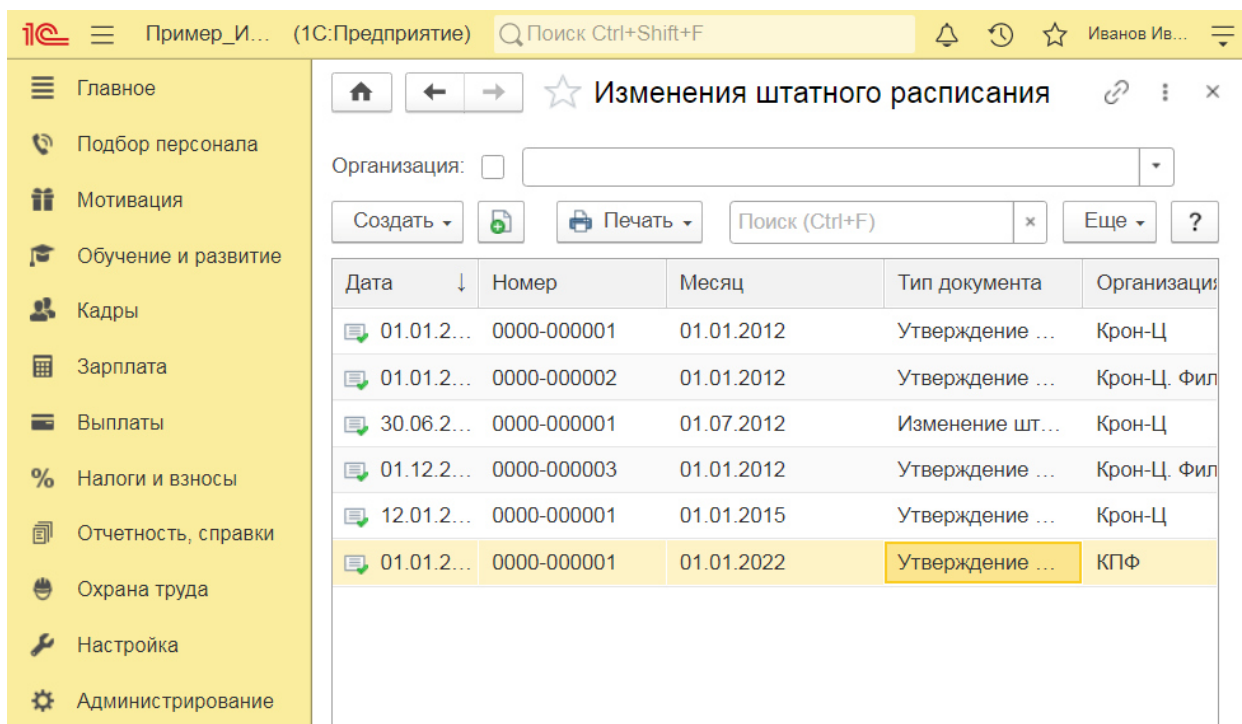 1С Пример_И... (1С:Предприятие) Поиск Ctrl+Shift+F Иванов Ив...
Главное
Подбор персонала
Мотивация
Обучение и развитие
Кадры
Зарплата
Выплаты
Налоги и взносы
Отчетность, справки
Охрана труда
Настройка
Администрирование
Изменения штатного расписания
Организация:
Создать Печать Поиск (Ctrl+F) × Еще ?
Дата ↓ Номер Месяц Тип документа Организация
01.01.2... 0000-000001 01.01.2012 Утверждение ... Крон-Ц
01.01.2... 0000-000002 01.01.2012 Утверждение ... Крон-Ц. Фил
30.06.2... 0000-000001 01.07.2012 Изменение шт... Крон-Ц
01.12.2... 0000-000003 01.01.2012 Утверждение ... Крон-Ц. Фил
12.01.2... 0000-000001 01.01.2015 Утверждение ... Крон-Ц
01.01.2... 0000-000001 01.01.2022 Утверждение ... КПФ